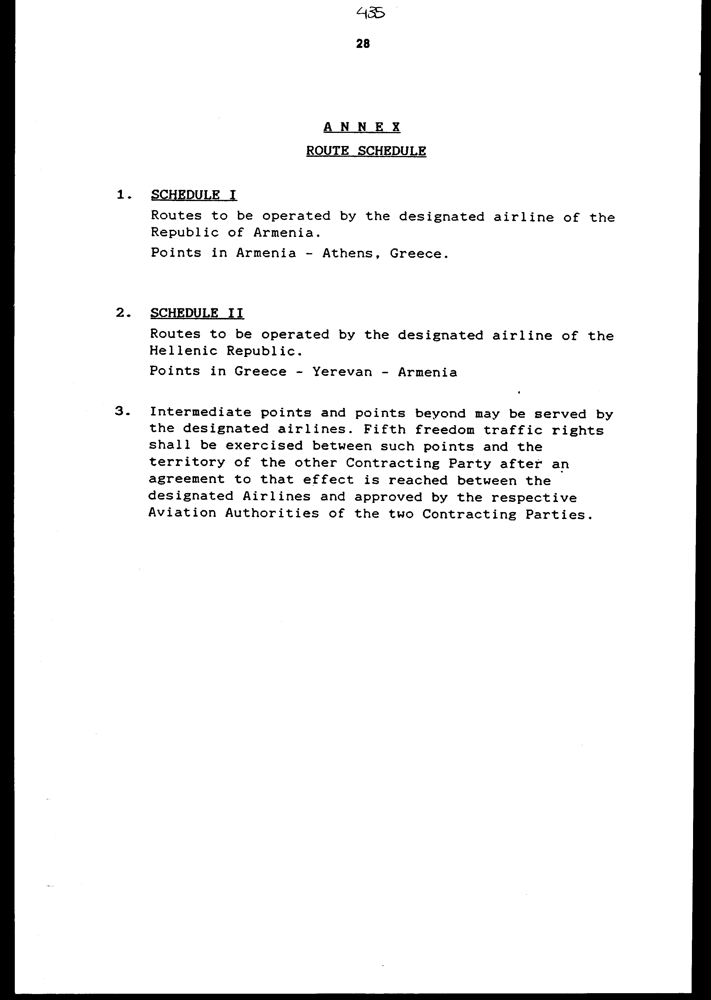 435
28
A N N E X
ROUTE SCHEDULE
1. SCHEDULE I
Routes to be operated by the designated airline of the
Republic of Armenia.
Points in Armenia - Athens, Greece.
2. SCHEDULE II
Routes to be operated by the designated airline of the
Hellenic Republic.
Points in Greece - Yerevan - Armenia
3. Intermediate points and points beyond may be served by
the designated airlines. Fifth freedom traffic rights
shall be exercised between such points and the
territory of the other Contracting Party after an
agreement to that effect is reached between the
designated Airlines and approved by the respective
Aviation Authorities of the two Contracting Parties.